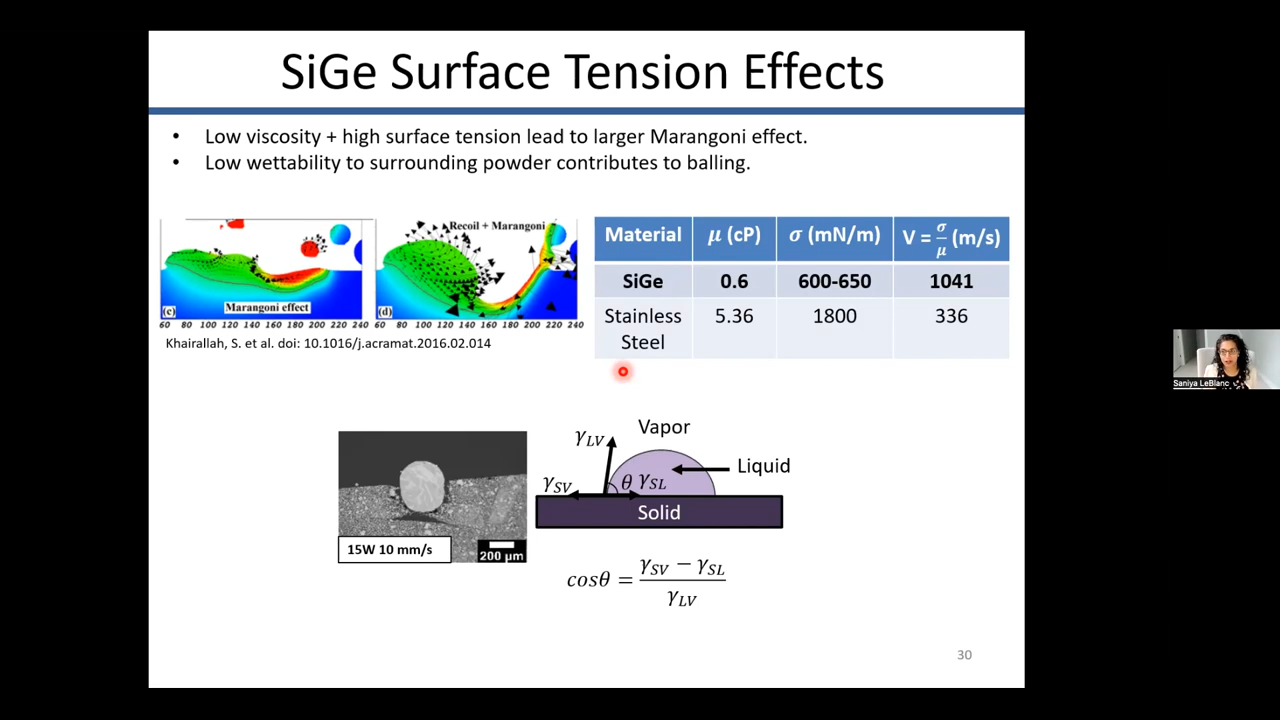 SiGe Surface Tension Effects
• Low viscosity + high surface tension lead to larger Marangoni effect.
• Low wettability to surrounding powder contributes to balling.
(c)
Marangoni effect
60 80 100 120 140 160 180 200 220 240
Recoil + Marangoni
(d)
60 80 100 120 140 160 180 200 220 240
Khairallah, S. et al. doi: 10.1016/j.acramat.2016.02.014
Material μ (cP) σ (mN/m) V = σ/μ (m/s)
SiGe 0.6 600-650 1041
Stainless Steel 5.36 1800 336
15W 10 mm/s
200 μm
Vapor
γLV
Liquid
γSV θ γSL
Solid
cosθ = (γSV − γSL)/γLV
30
Saniya LeBlanc